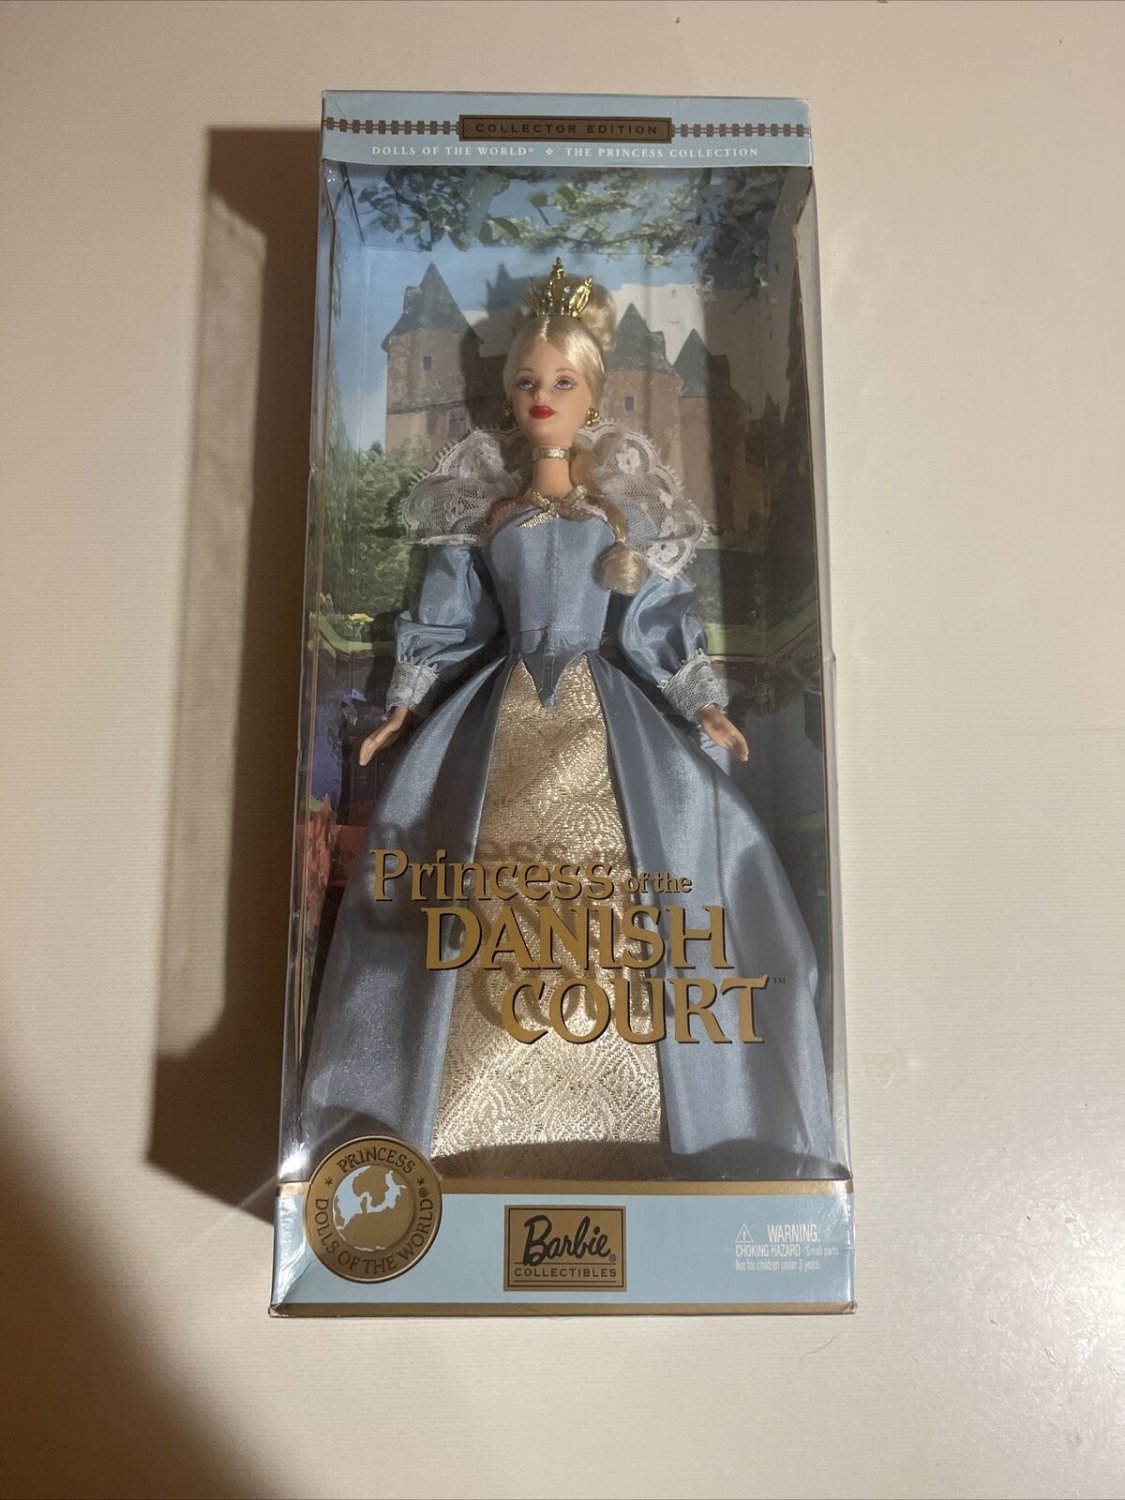 COLLECTOR EDITION
DOLLS OF THE WORLD® ❖ THE PRINCESS COLLECTION
Princess of the
DANISH
COURT™
PRINCESS
DOLLS OF THE WORLD®
Barbie®
COLLECTIBLES
WARNING:
CHOKING HAZARD - Small parts
Not for children under 3 years